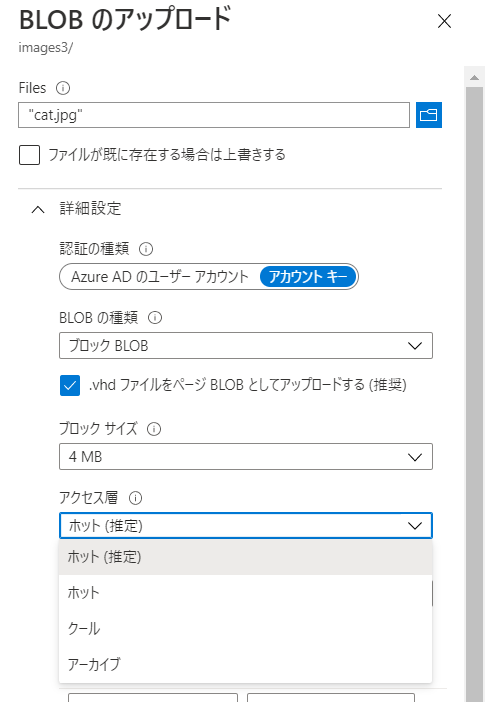 BLOB のアップロード
images3/
Files
"cat.jpg"
ファイルが既に存在する場合は上書きする
詳細設定
認証の種類
Azure AD のユーザー アカウント アカウント キー
BLOB の種類
ブロック BLOB
.vhd ファイルをページ BLOB としてアップロードする (推奨)
ブロック サイズ
4 MB
アクセス層
ホット (推定)
ホット (推定)
ホット
クール
アーカイブ